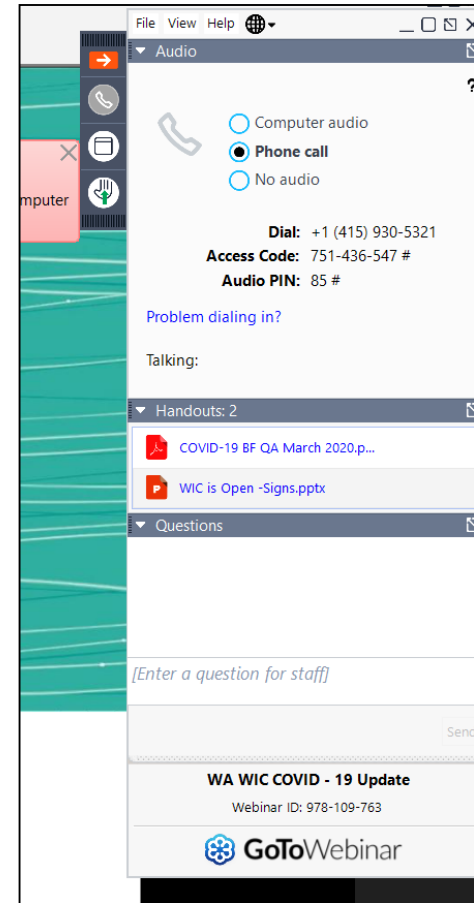 File View Help
Audio
?
Computer audio
Phone call
No audio
mputer
Dial: +1 (415) 930-5321
Access Code: 751-436-547 #
Audio PIN: 85 #
Problem dialing in?
Talking:
Handouts: 2
COVID-19 BF QA March 2020.p...
WIC is Open -Signs.pptx
Questions
[Enter a question for staff]
Send
WA WIC COVID - 19 Update
Webinar ID: 978-109-763
GoToWebinar